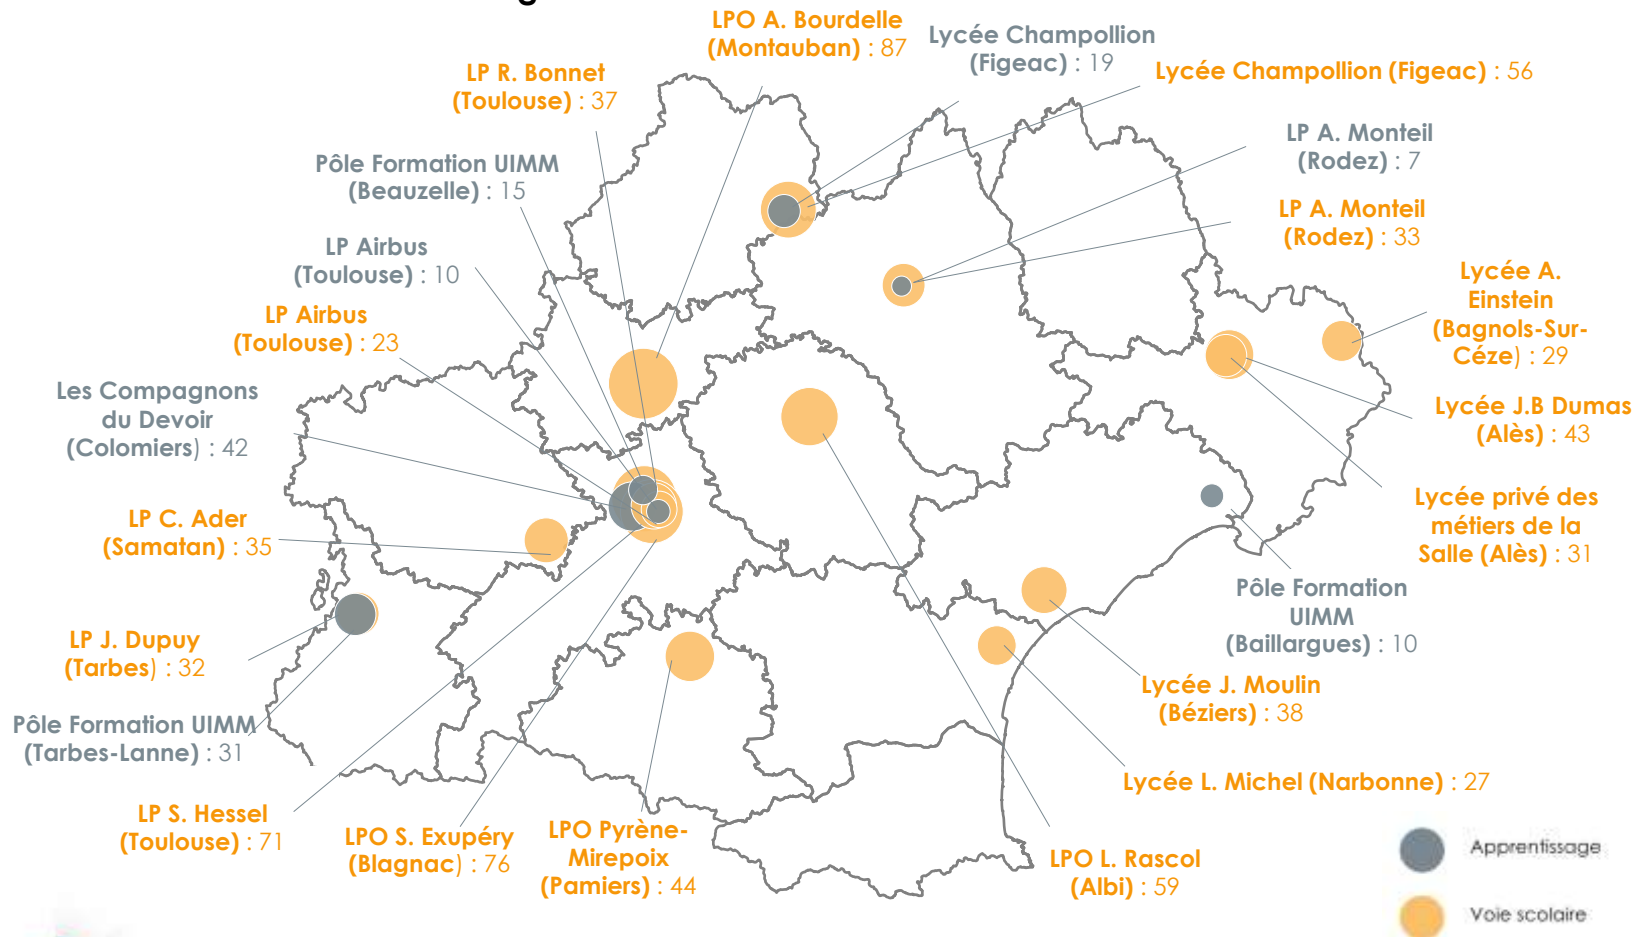 LPO A. Bourdelle
(Montauban) : 87
Lycée Champollion
(Figeac) : 19
Lycée Champollion (Figeac) : 56
LP R. Bonnet
(Toulouse) : 37
LP A. Monteil
(Rodez) : 7
Pôle Formation UIMM
(Beauzelle) : 15
LP A. Monteil
(Rodez) : 33
LP Airbus
(Toulouse) : 10
Lycée A.
Einstein
(Bagnols-Sur-
Céze) : 29
LP Airbus
(Toulouse) : 23
Les Compagnons
du Devoir
(Colomiers) : 42
Lycée J.B Dumas
(Alès) : 43
Lycée privé des
métiers de la
Salle (Alès) : 31
LP C. Ader
(Samatan) : 35
Pôle Formation
UIMM
(Baillargues) : 10
LP J. Dupuy
(Tarbes) : 32
Lycée J. Moulin
(Béziers) : 38
Pôle Formation UIMM
(Tarbes-Lanne) : 31
Lycée L. Michel (Narbonne) : 27
LP S. Hessel
(Toulouse) : 71
LPO S. Exupéry
(Blagnac) : 76
LPO Pyrène-
Mirepoix
(Pamiers) : 44
LPO L. Rascol
(Albi) : 59
Apprentissage
Voie scolaire